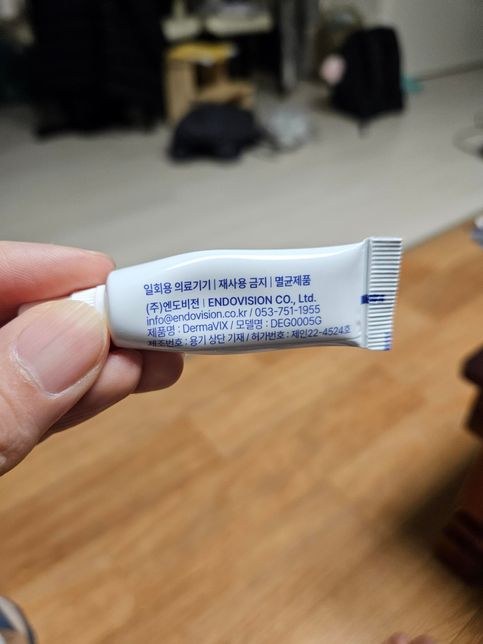 일회용 의료기기 | 재사용 금지 | 멸균제품
(주)엔도비전 | ENDOVISION CO., Ltd.
info@endovision.co.kr / 053-751-1955
제품명 : DermaVIX / 모델명 : DEG0005G
제조번호 : 용기 상단 기재 / 허가번호 : 제인22-4524호